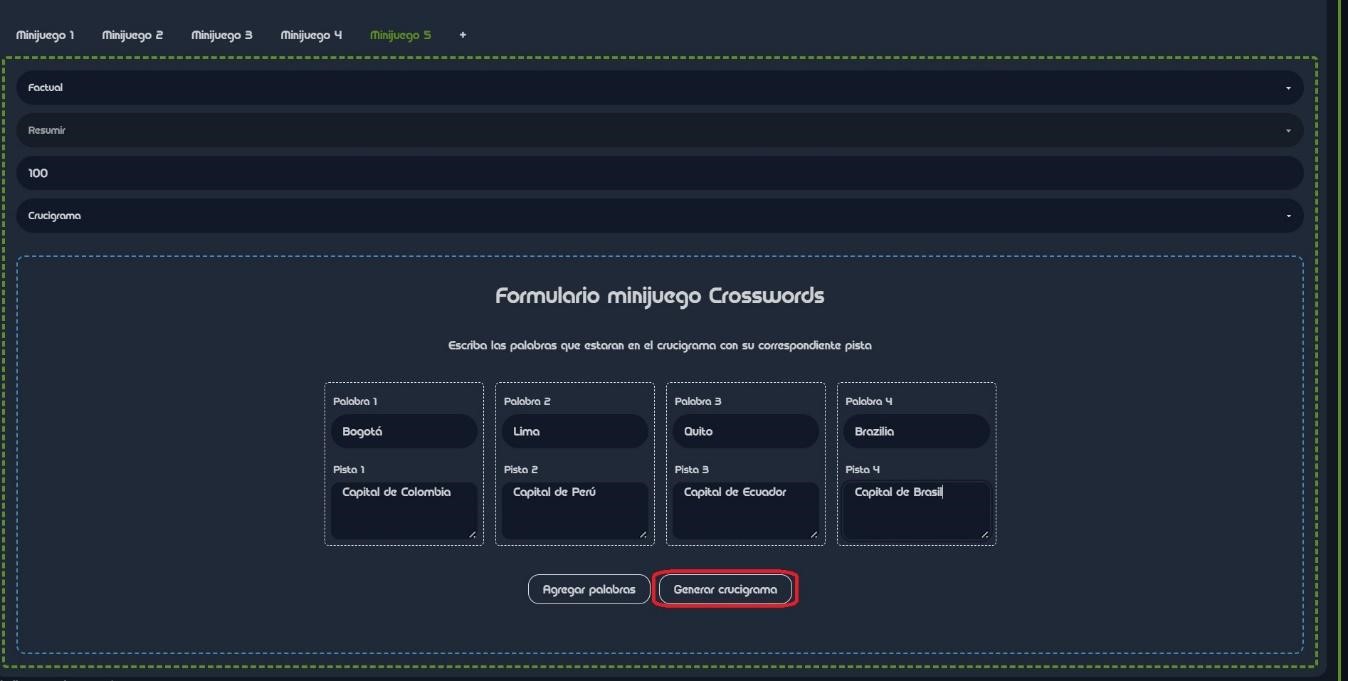 Minijuego 1 Minijuego 2 Minijuego 3 Minijuego 4 Minijuego 5 +
Factual
Resumir
100
Crucigrama
Formulario minijuego Crosswords
Escriba las palabras que estaran en el crucigrama con su correspondiente pista
Palabra 1 Palabra 2 Palabra 3 Palabra 4
Bogotá Lima Quito Brazilia
Pista 1 Pista 2 Pista 3 Pista 4
Capital de Colombia Capital de Perú Capital de Ecuador Capital de Brasil
Agregar palabras Generar crucigrama